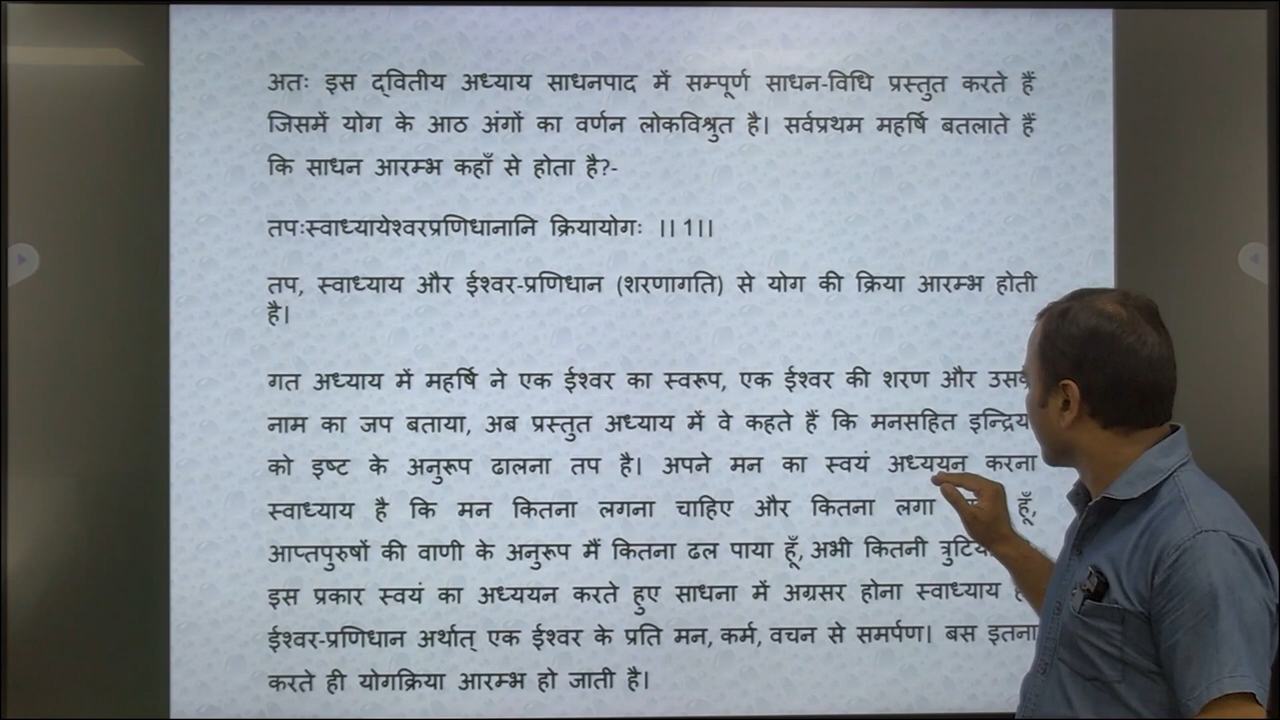 अतः इस द्वितीय अध्याय साधनपाद में सम्पूर्ण साधन-विधि प्रस्तुत करते हैं
जिसमें योग के आठ अंगों का वर्णन लोकविश्रुत है। सर्वप्रथम महर्षि बतलाते हैं
कि साधन आरम्भ कहाँ से होता है?-
तपःस्वाध्यायेश्वरप्रणिधानानि क्रियायोगः ।। 1।।
तप, स्वाध्याय और ईश्वर-प्रणिधान (शरणागति) से योग की क्रिया आरम्भ होती
है।
गत अध्याय में महर्षि ने एक ईश्वर का स्वरूप, एक ईश्वर की शरण और
नाम का जप बताया, अब प्रस्तुत अध्याय में वे कहते हैं कि मनसहित
को इष्ट के अनुरूप ढालना तप है। अपने मन का स्वयं अध्ययन करना
स्वाध्याय है कि मन कितना लगना चाहिए और कितना लगा हूँ,
आप्तपुरुषों की वाणी के अनुरूप मैं कितना ढल पाया हूँ, अभी कितनी
इस प्रकार स्वयं का अध्ययन करते हुए साधना में अग्रसर होना स्वाध्याय
ईश्वर-प्रणिधान अर्थात् एक ईश्वर के प्रति मन, कर्म, वचन से समर्पण। बस इतना
करते ही योगक्रिया आरम्भ हो जाती है।